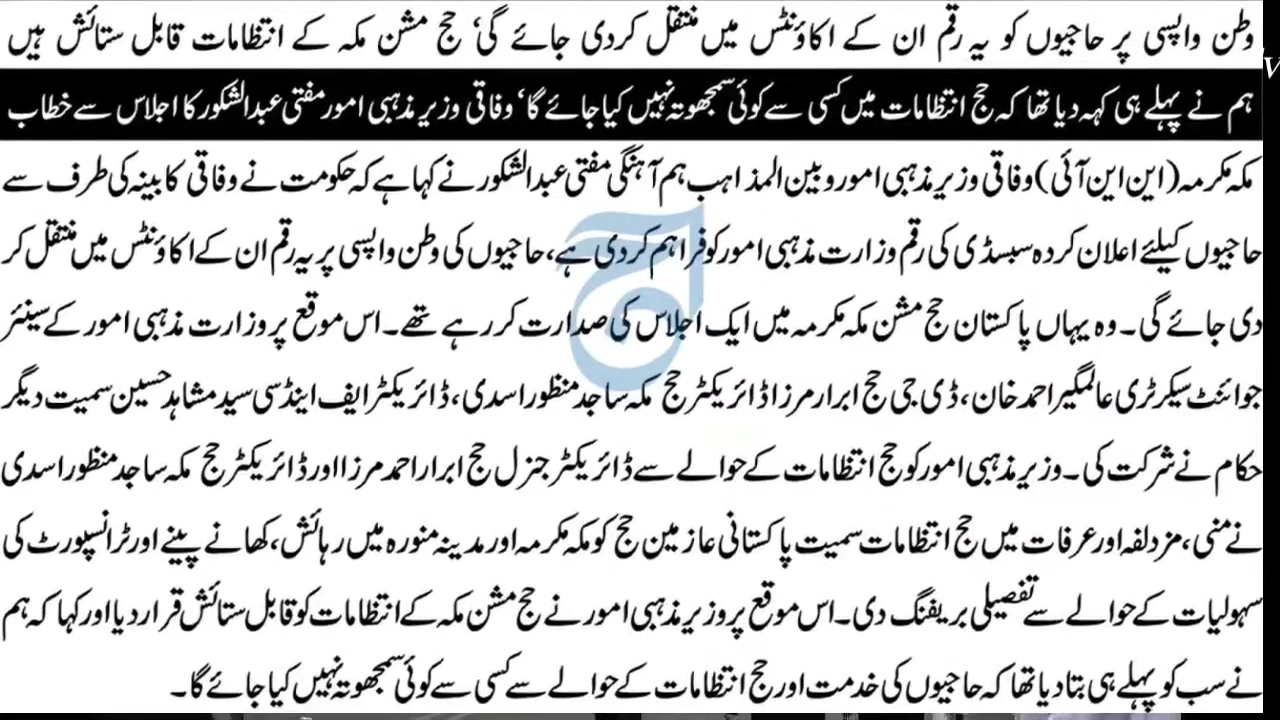 وطن واپسی پر حاجیوں کو یہ رقم ان کے اکاؤنٹس میں منتقل کردی جائے گی‘ حج مشن مکہ کے انتظامات قابل ستائش ہیں
ہم نے پہلے ہی کہہ دیا تھا کہ حج انتظامات میں کسی سے کوئی سمجھوتہ نہیں کیا جائے گا‘ وفاقی وزیر مذہبی امور مفتی عبدالشکور کا اجلاس سے خطاب
مکہ مکرمہ (این این آئی) وفاقی وزیر مذہبی امور و بین المذاہب ہم آہنگی مفتی عبدالشکور نے کہا ہے کہ حکومت نے وفاقی کابینہ کی طرف سے
حاجیوں کیلئے اعلان کردہ سبسڈی کی رقم وزارت مذہبی امور کو فراہم کردی ہے، حاجیوں کی وطن واپسی پر یہ رقم ان کے اکاؤنٹس میں منتقل کر
دی جائے گی۔ وہ یہاں پاکستان حج مشن مکہ مکرمہ میں ایک اجلاس کی صدارت کر رہے تھے۔ اس موقع پر وزارت مذہبی امور کے سینئر
جوائنٹ سیکرٹری عالمگیر احمد خان، ڈی جی حج ابرار مرزا ڈائریکٹر حج مکہ ساجد منظور اسدی، ڈائریکٹر ایف اینڈ سی سید مشاہد حسین سمیت دیگر
حکام نے شرکت کی۔ وزیر مذہبی امور کو حج انتظامات کے حوالے سے ڈائریکٹر جنرل حج ابرار احمد مرزا اور ڈائریکٹر حج مکہ ساجد منظور اسدی
نے منی، مزدلفہ اور عرفات میں حج انتظامات سمیت پاکستانی عازمین حج کو مکہ مکرمہ اور مدینہ منورہ میں رہائش، کھانے پینے اور ٹرانسپورٹ کی
سہولیات کے حوالے سے تفصیلی بریفنگ دی۔ اس موقع پر وزیر مذہبی امور نے حج مشن مکہ کے انتظامات کو قابل ستائش قرار دیا اور کہا کہ ہم
نے سب کو پہلے ہی بتا دیا تھا کہ حاجیوں کی خدمت اور حج انتظامات کے حوالے سے کسی سے کوئی سمجھوتہ نہیں کیا جائے گا۔